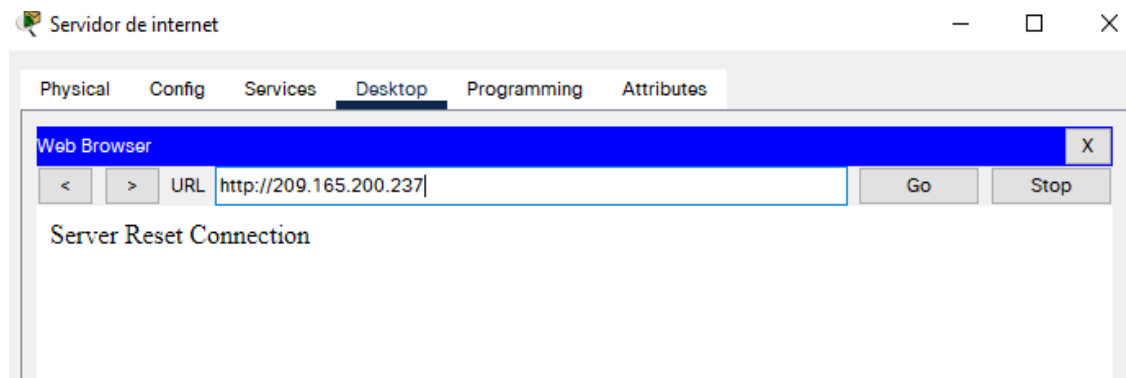 Servidor de internet
Physical Config Services Desktop Programming Attributes
Web Browser X
< > URL http://209.165.200.237 Go Stop
Server Reset Connection